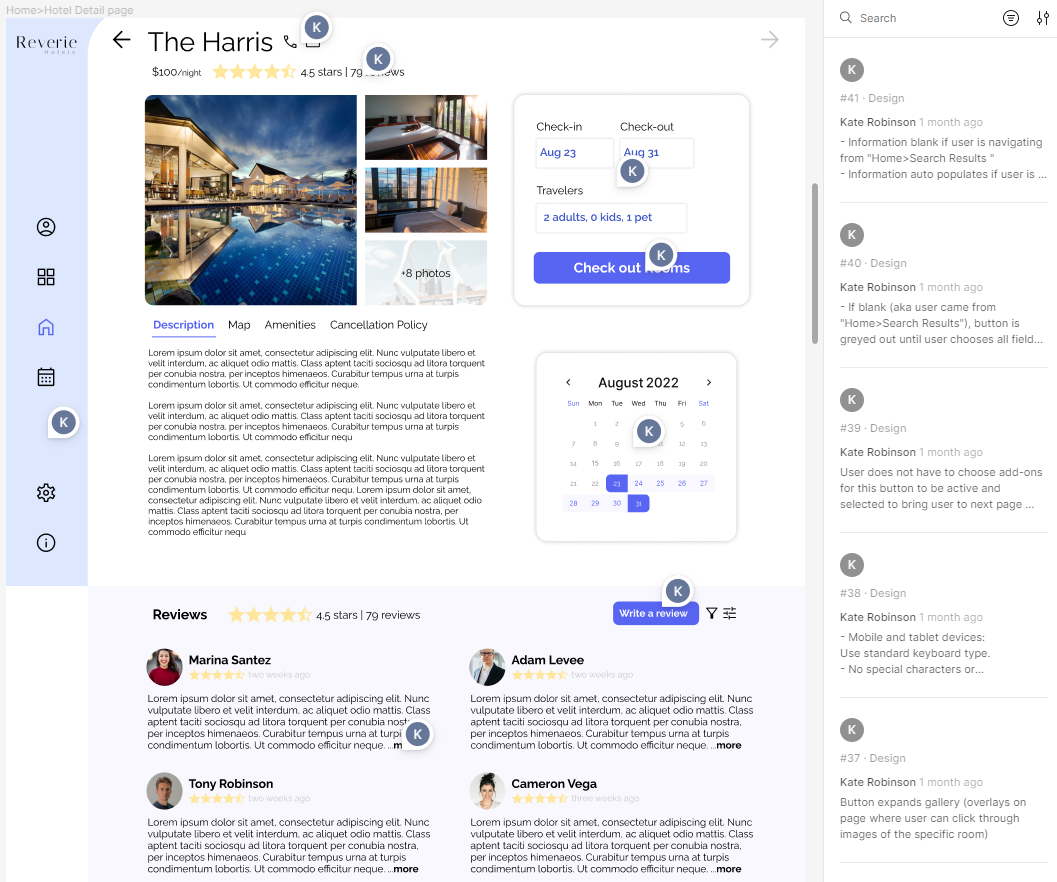 Home>Hotel Detail page
Reverie
Hotels
The Harris
K
K
$100/night
4.5 stars | 79 reviews
+8 photos
Check-in
Check-out
Aug 23
Aug 31
K
Travelers
2 adults, 0 kids, 1 pet
K
Check out Rooms
Description
Map
Amenities
Cancellation Policy
Lorem ipsum dolor sit amet, consectetur adipiscing elit. Nunc vulputate libero et
velit interdum, ac aliquet odio mattis. Class aptent taciti sociosqu ad litora torquent
per conubia nostra, per inceptos himenaeos. Curabitur tempus urna at turpis
condimentum lobortis. Ut commodo efficitur neque.
Lorem ipsum dolor sit amet, consectetur adipiscing elit. Nunc vulputate libero et
velit interdum, ac aliquet odio mattis. Class aptent taciti sociosqu ad litora torquent
per conubia nostra, per inceptos himenaeos. Curabitur tempus urna at turpis
condimentum lobortis. Ut commodo efficitur nequ
Lorem ipsum dolor sit amet, consectetur adipiscing elit. Nunc vulputate libero et
velit interdum, ac aliquet odio mattis. Class aptent taciti sociosqu ad litora torquent
per conubia nostra, per inceptos himenaeos. Curabitur tempus urna at turpis
condimentum lobortis. Ut commodo efficitur nequ. Lorem ipsum dolor sit amet,
consectetur adipiscing elit. Nunc vulputate libero et velit interdum, ac aliquet odio
mattis. Class aptent taciti sociosqu ad litora torquent per conubia nostra, per
inceptos himenaeos. Curabitur tempus urna at turpis condimentum lobortis. Ut
commodo efficitur nequ
K
August 2022
Sun Mon Tue Wed Thu Fri Sat
1 2 5 6
K
7 8 9 11 12 13
14 15 16 17 18 19 20
21 22 23 24 25 26 27
28 29 30 31
K
Reviews
4.5 stars | 79 reviews
Write a review
Marina Santez
two weeks ago
Lorem ipsum dolor sit amet, consectetur adipiscing elit. Nunc
vulputate libero et velit interdum, ac aliquet odio mattis. Class
aptent taciti sociosqu ad litora torquent per conubia nostra,
per inceptos himenaeos. Curabitur tempus urna at turpis
condimentum lobortis. Ut commodo efficitur neque. ...more
K
Adam Levee
two weeks ago
Lorem ipsum dolor sit amet, consectetur adipiscing elit. Nunc
vulputate libero et velit interdum, ac aliquet odio mattis. Class
aptent taciti sociosqu ad litora torquent per conubia nostra,
per inceptos himenaeos. Curabitur tempus urna at turpis
condimentum lobortis. Ut commodo efficitur neque. ...more
Tony Robinson
two weeks ago
Lorem ipsum dolor sit amet, consectetur adipiscing elit. Nunc
vulputate libero et velit interdum, ac aliquet odio mattis. Class
aptent taciti sociosqu ad litora torquent per conubia nostra,
per inceptos himenaeos. Curabitur tempus urna at turpis
condimentum lobortis. Ut commodo efficitur neque. ...more
Cameron Vega
three weeks ago
Lorem ipsum dolor sit amet, consectetur adipiscing elit. Nunc
vulputate libero et velit interdum, ac aliquet odio mattis. Class
aptent taciti sociosqu ad litora torquent per conubia nostra,
per inceptos himenaeos. Curabitur tempus urna at turpis
condimentum lobortis. Ut commodo efficitur neque. ...more
Search
K
#41 · Design
Kate Robinson 1 month ago
- Information blank if user is navigating
from "Home>Search Results "
- Information auto populates if user is ...
K
#40 · Design
Kate Robinson 1 month ago
- If blank (aka user came from
"Home>Search Results"), button is
greyed out until user chooses all field...
K
#39 · Design
Kate Robinson 1 month ago
User does not have to choose add-ons
for this button to be active and
selected to bring user to next page ...
K
#38 · Design
Kate Robinson 1 month ago
- Mobile and tablet devices:
Use standard keyboard type.
- No special characters or...
K
#37 · Design
Kate Robinson 1 month ago
Button expands gallery (overlays on
page where user can click through
images of the specific room)